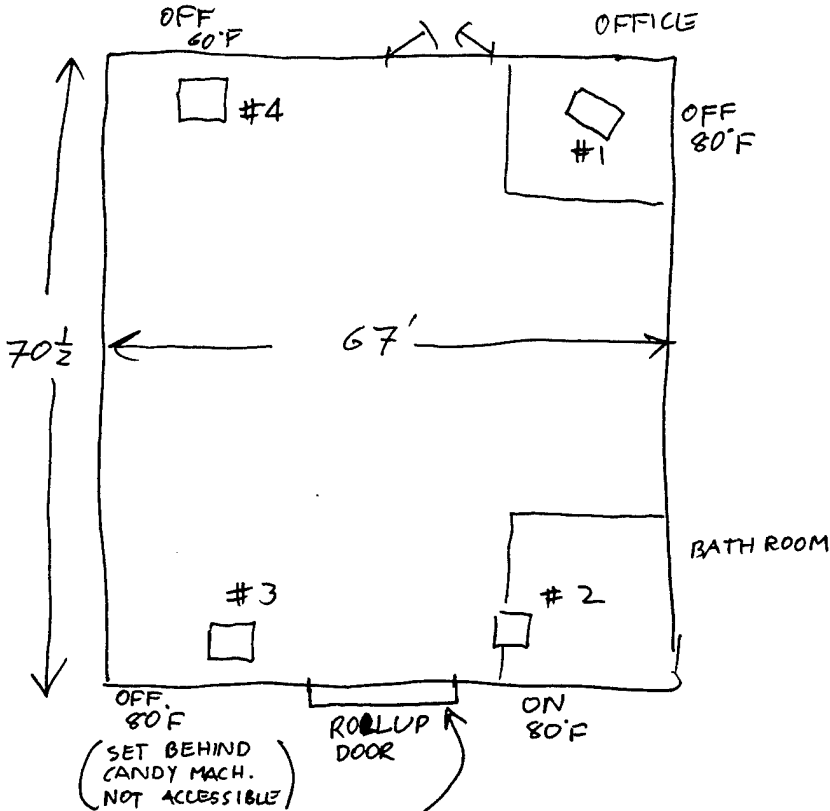 OFF
60°F
OFFICE
#4
#1
OFF
80°F
70 1/2
67'
BATH ROOM
#3
#2
OFF
80°F
(SET BEHIND
CANDY MACH.
NOT ACCESSIBLE)
ROLLUP
DOOR
ON
80°F